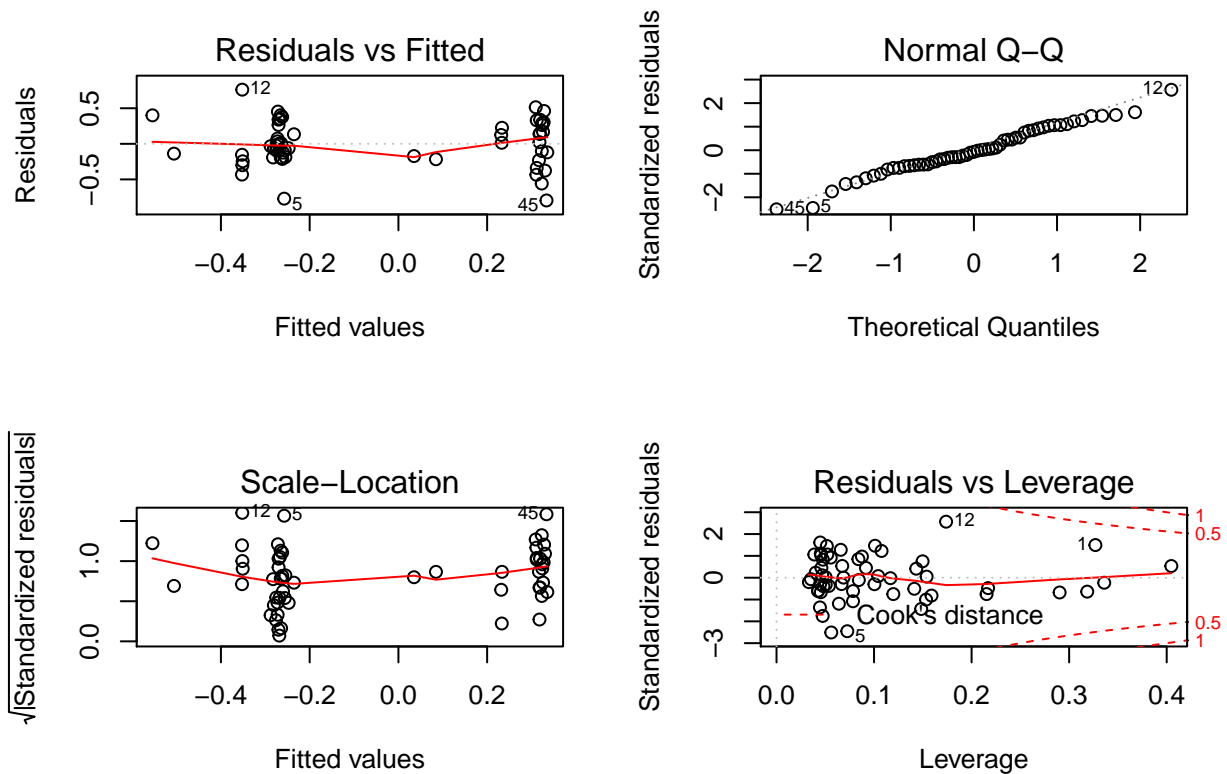 Residuals vs Fitted
Residuals
0.5
−0.5
12
5
45
−0.4 −0.2 0.0 0.2
Fitted values
Normal Q−Q
Standardized residuals
2
0
−2
12
45
5
−2 −1 0 1 2
Theoretical Quantiles
Scale−Location
√|Standardized residuals|
1.0
0.0
12
5
45
−0.4 −0.2 0.0 0.2
Fitted values
Residuals vs Leverage
Standardized residuals
2
0
−3
12
1
5
Cook's distance
1
0.5
0.5
1
0.0 0.1 0.2 0.3 0.4
Leverage